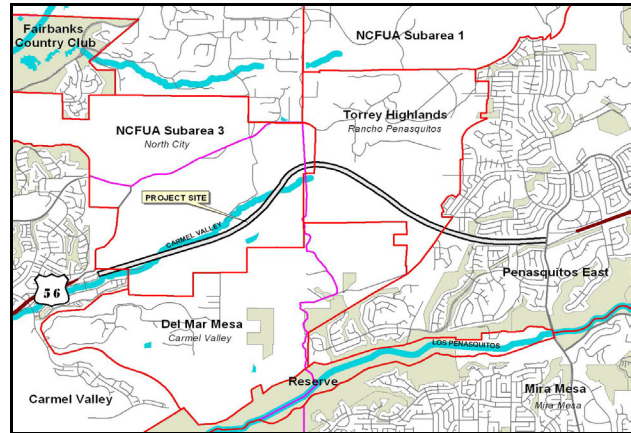 Fairbanks
Country Club
NCFUA Subarea 1
Torrey Highlands
Rancho Penasquitos
NCFUA Subarea 3
North City
PROJECT SITE
CARMEL VALLEY
56
Penasquitos East
Del Mar Mesa
Carmel Valley
LOS PENASQUITOS
Reserve
Carmel Valley
Mira Mesa
Mira Mesa